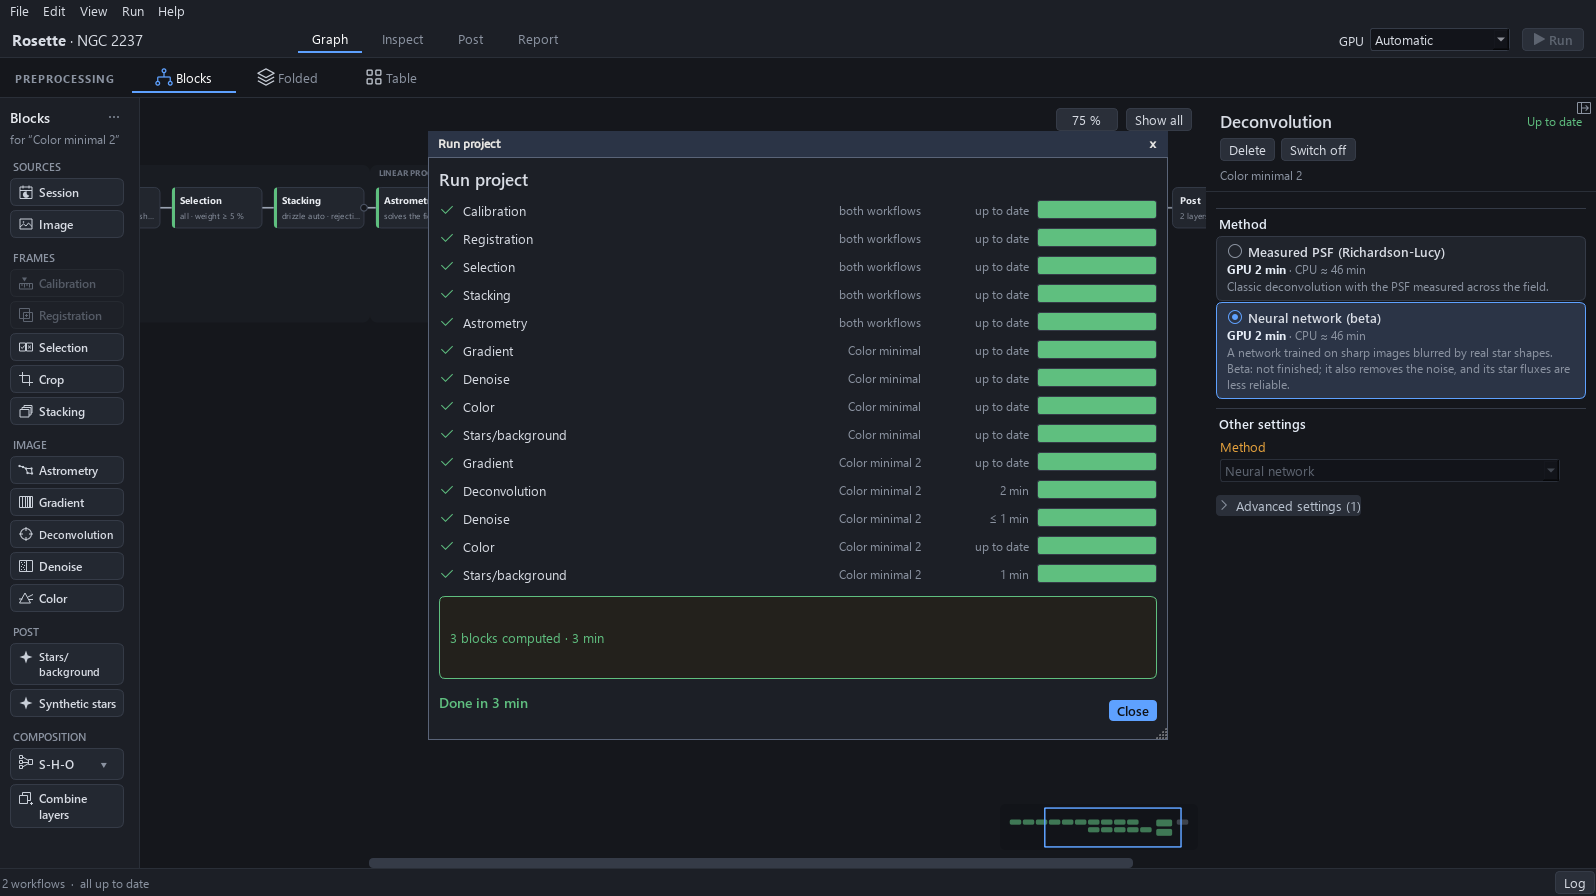 File Edit View Run Help
Rosette · NGC 2237
Graph Inspect Post Report
GPU Automatic Run
PREPROCESSING Blocks Folded Table
Blocks ...
for "Color minimal 2"
SOURCES
Session
Image
FRAMES
Calibration
Registration
Selection
Crop
Stacking
IMAGE
Astrometry
Gradient
Deconvolution
Denoise
Color
POST
Stars/
background
Synthetic stars
COMPOSITION
S-H-O
Combine
layers
75 % Show all
LINEAR PRO
sh...
Selection
all · weight ≥ 5 %
Stacking
drizzle auto · rejecti...
Astromet
solves the fi
Post
2 layer
Run project x
Run project
Calibration both workflows up to date
Registration both workflows up to date
Selection both workflows up to date
Stacking both workflows up to date
Astrometry both workflows up to date
Gradient Color minimal up to date
Denoise Color minimal up to date
Color Color minimal up to date
Stars/background Color minimal up to date
Gradient Color minimal 2 up to date
Deconvolution Color minimal 2 2 min
Denoise Color minimal 2 ≤ 1 min
Color Color minimal 2 up to date
Stars/background Color minimal 2 1 min
3 blocks computed · 3 min
Done in 3 min
Close
Deconvolution Up to date
Delete Switch off
Color minimal 2
Method
Measured PSF (Richardson-Lucy)
GPU 2 min · CPU ≈ 46 min
Classic deconvolution with the PSF measured across the field.
Neural network (beta)
GPU 2 min · CPU ≈ 46 min
A network trained on sharp images blurred by real star shapes.
Beta: not finished; it also removes the noise, and its star fluxes are
less reliable.
Other settings
Method
Neural network
Advanced settings (1)
2 workflows · all up to date
Log